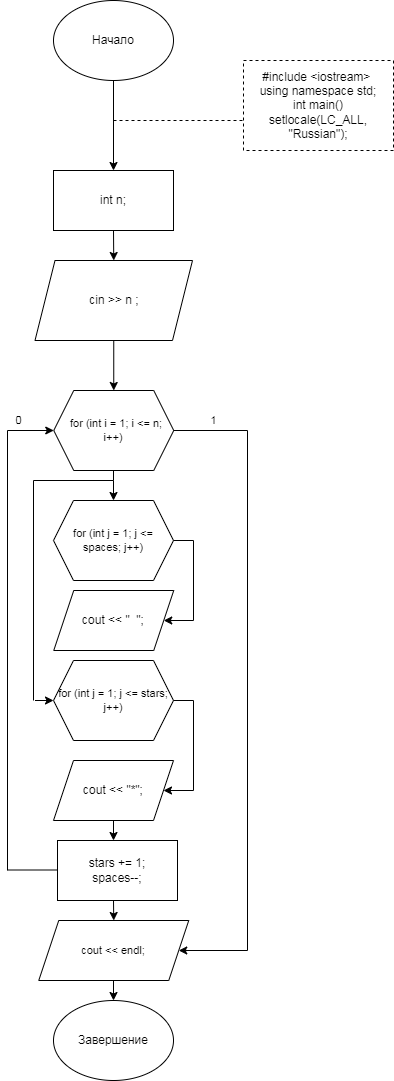 Начало
#include <iostream>
using namespace std;
int main()
setlocale(LC_ALL,
"Russian");
int n;
cin >> n ;
0
1
for (int i = 1; i <= n;
i++)
for (int j = 1; j <=
spaces; j++)
cout << "  ";
for (int j = 1; j <= stars;
j++)
cout << "*";
stars += 1;
spaces--;
cout << endl;
Завершение